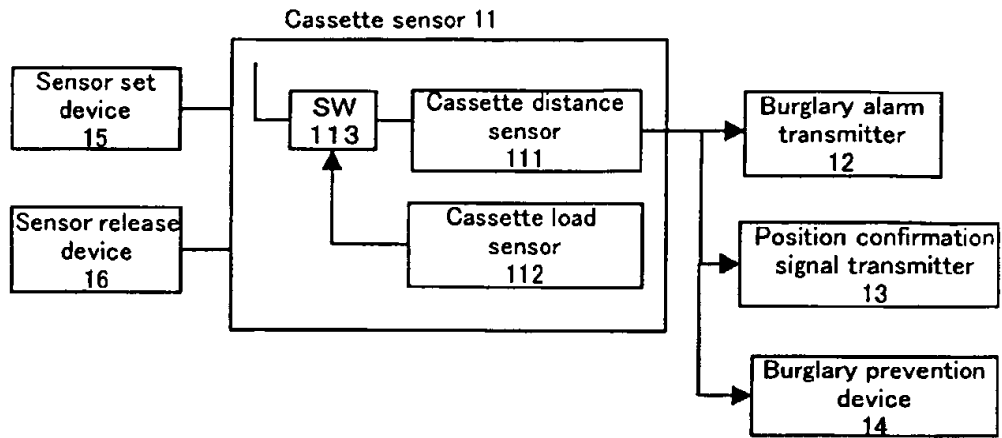 Cassette sensor 11
Sensor set
device
15
Sensor release
device
16
SW
113
Cassette distance
sensor
111
Cassette load
sensor
112
Burglary alarm
transmitter
12
Position confirmation
signal transmitter
13
Burglary prevention
device
14